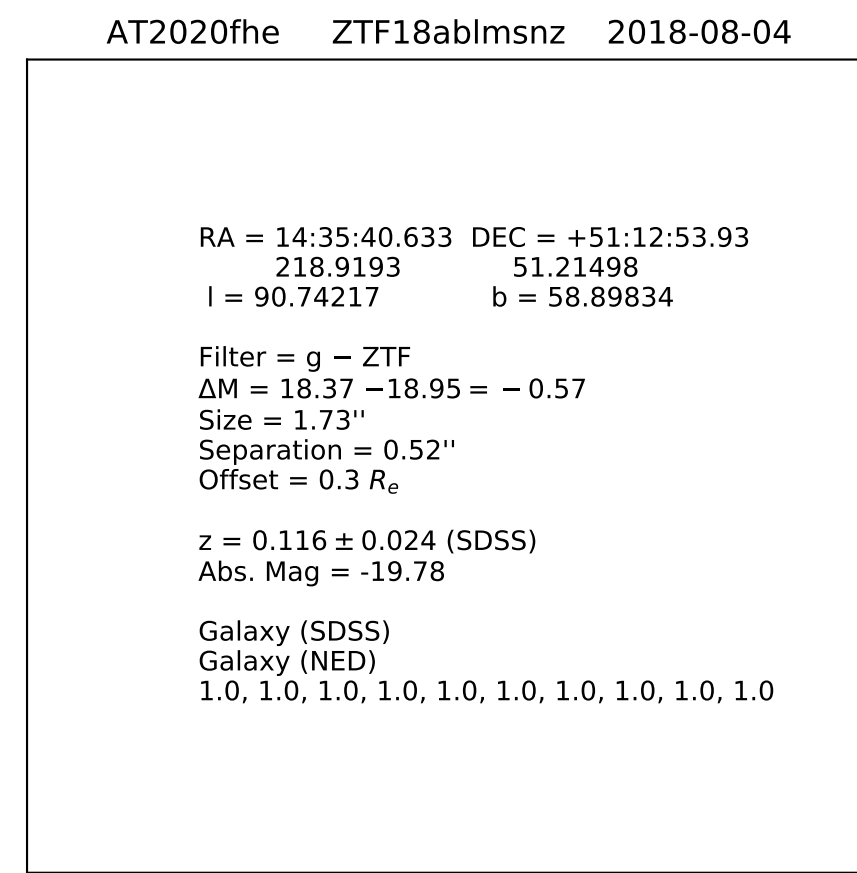 AT2020fhe ZTF18ablmsnz 2018-08-04
RA = 14:35:40.633 DEC = +51:12:53.93
218.9193 51.21498
l = 90.74217 b = 58.89834
Filter = g − ZTF
ΔM = 18.37 −18.95 = − 0.57
Size = 1.73''
Separation = 0.52''
Offset = 0.3 Re
z = 0.116 ± 0.024 (SDSS)
Abs. Mag = -19.78
Galaxy (SDSS)
Galaxy (NED)
1.0, 1.0, 1.0, 1.0, 1.0, 1.0, 1.0, 1.0, 1.0, 1.0